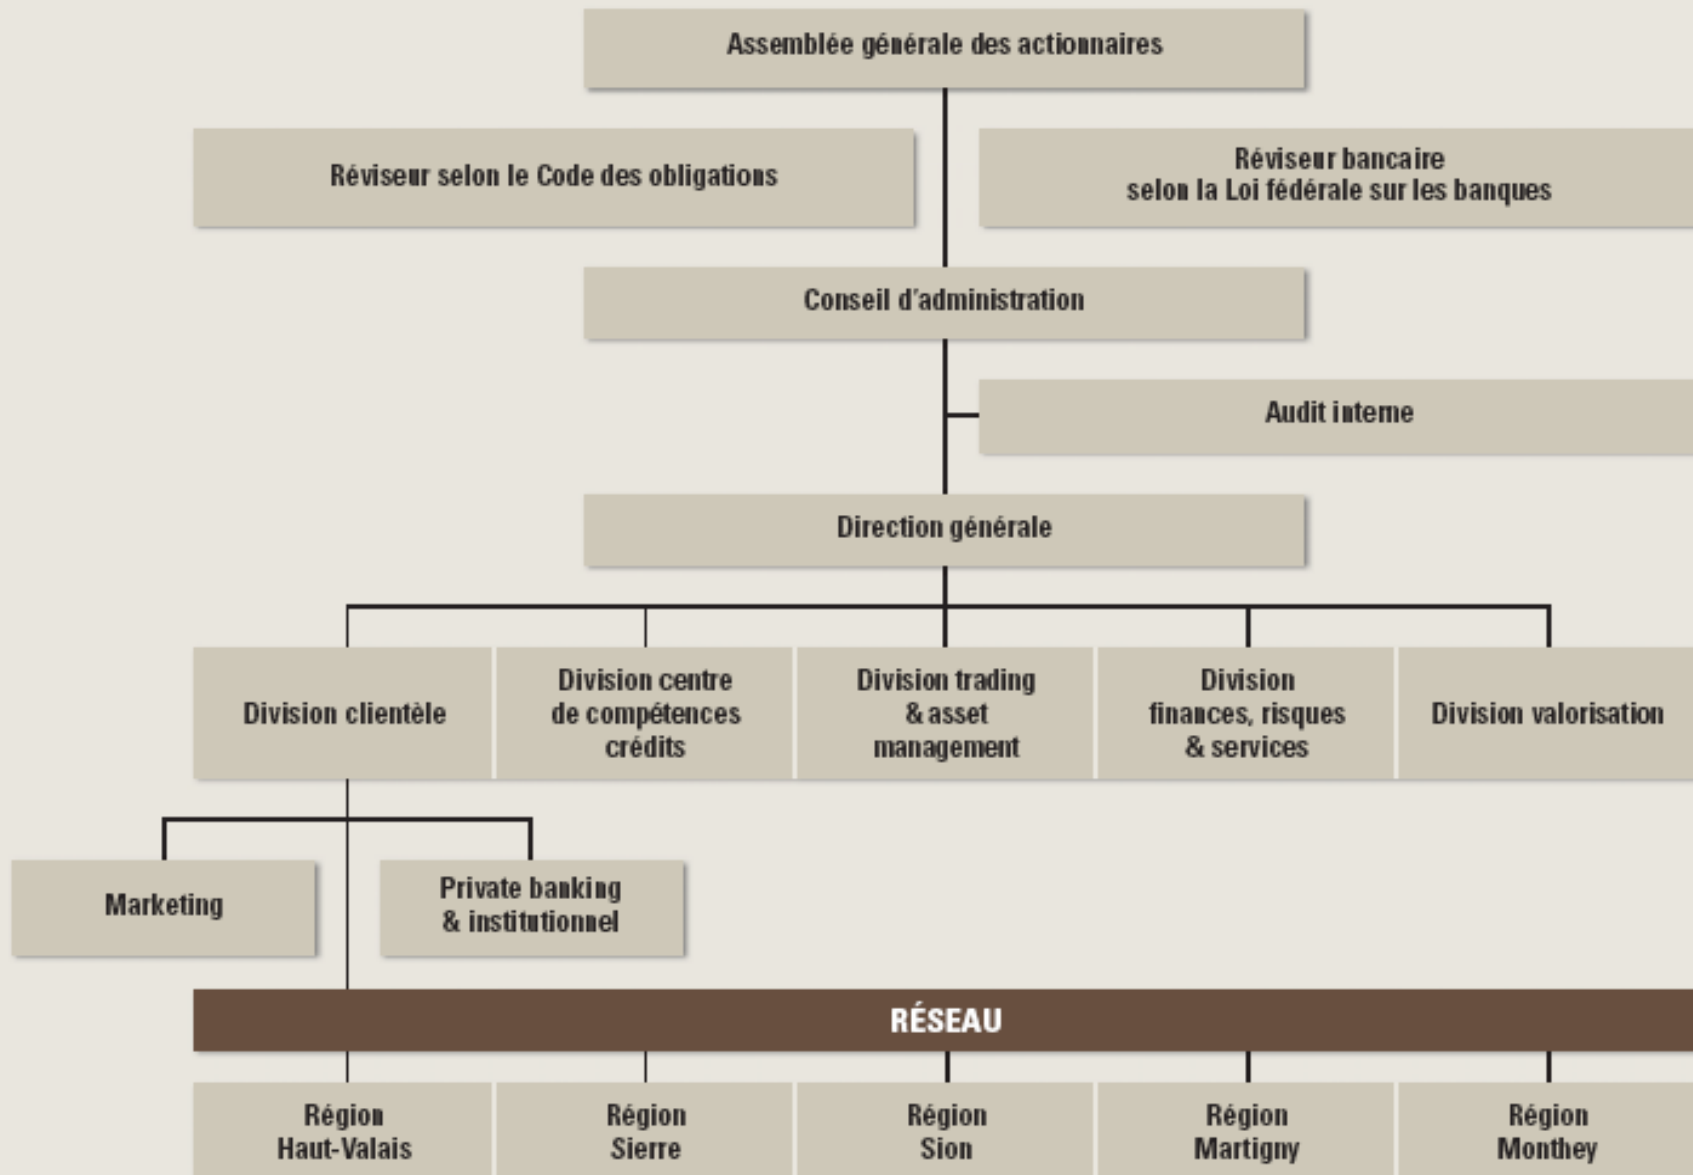 Assemblée générale des actionnaires
Réviseur selon le Code des obligations
Réviseur bancaire
selon la Loi fédérale sur les banques
Conseil d'administration
Audit interne
Direction générale
Division clientèle
Division centre
de compétences
crédits
Division trading
& asset
management
Division
finances, risques
& services
Division valorisation
Marketing
Private banking
& institutionnel
RÉSEAU
Région
Haut-Valais
Région
Sierre
Région
Sion
Région
Martigny
Région
Monthey